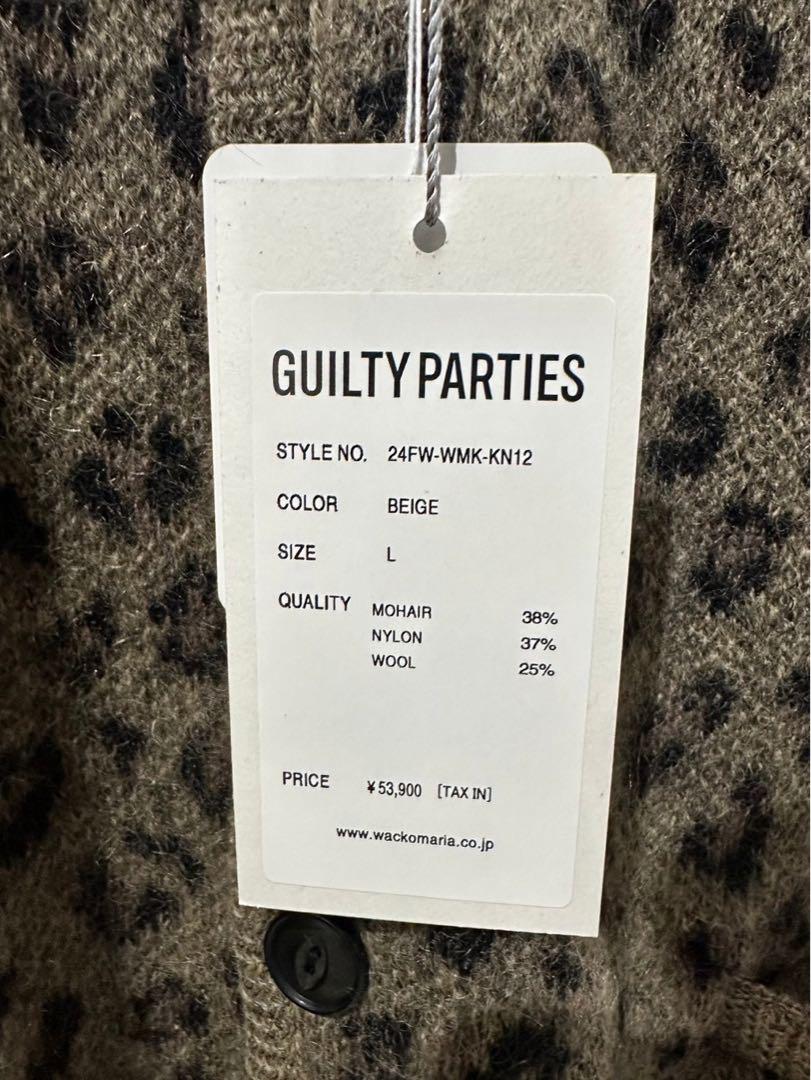 GUILTY PARTIES
STYLE NO. 24FW-WMK-KN12
COLOR BEIGE
SIZE L
QUALITY MOHAIR 38%
NYLON 37%
WOOL 25%
PRICE ¥53,900 [TAX IN]
www.wackomaria.co.jp